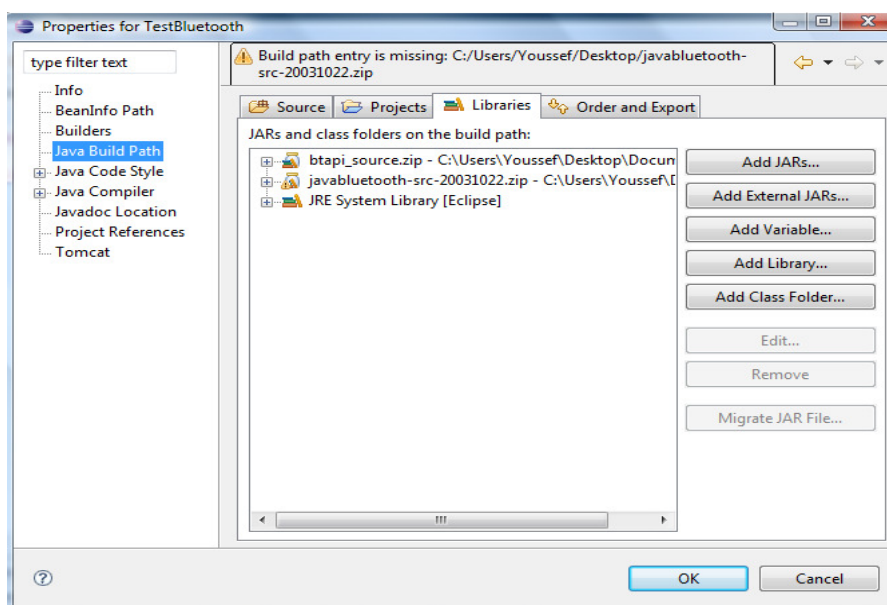 Properties for TestBluetooth
type filter text
Info
BeanInfo Path
Builders
Java Build Path
Java Code Style
Java Compiler
Javadoc Location
Project References
Tomcat
Build path entry is missing: C:/Users/Youssef/Desktop/javabluetooth-
src-20031022.zip
Source Projects Libraries Order and Export
JARs and class folders on the build path:
btapi_source.zip - C:\Users\Youssef\Desktop\Docum
javabluetooth-src-20031022.zip - C:\Users\Youssef\D
JRE System Library [Eclipse]
Add JARs...
Add External JARs...
Add Variable...
Add Library...
Add Class Folder...
Edit...
Remove
Migrate JAR File...
OK
Cancel